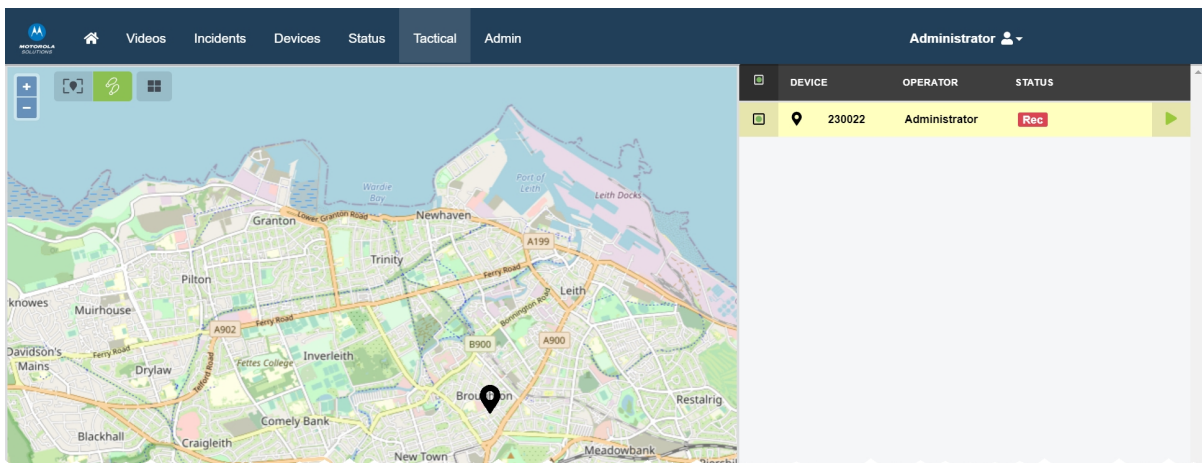 MOTOROLA
SOLUTIONS
Videos Incidents Devices Status Tactical Admin Administrator
DEVICE OPERATOR STATUS
230022 Administrator Rec
+
−
Wardie
Bay
Port of
Leith
Leith Docks
Lower Granton Road
Granton
Newhaven
A199
Trinity
Ferry Road
Pilton
Leith
knowes
Muirhouse
Bonnington Road
A902
Ferry Road
B900
A900
Davidson's
Mains
Ferry Road
Drylaw
Telford Road
Fettes College
Inverleith
Restalrig
Comely Bank
Blackhall
Craigleith
New Town
Meadowbank